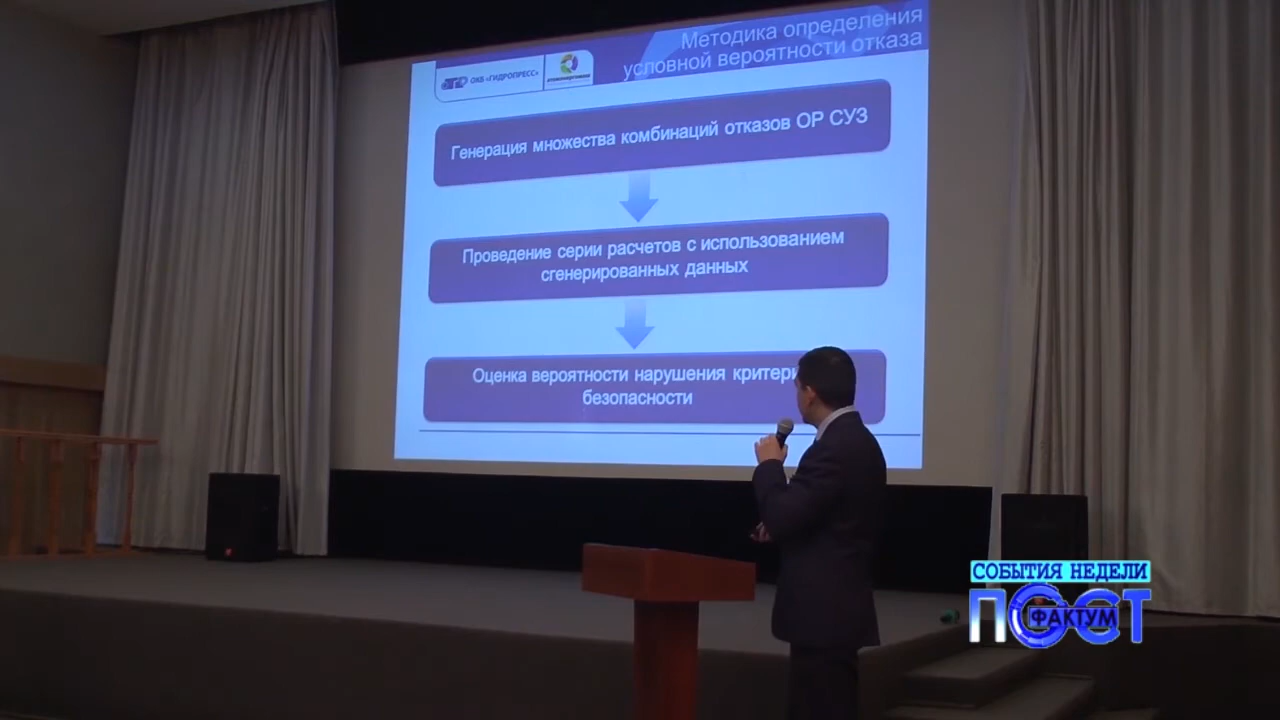 Методика определения
условной вероятности отказа
ОКБ «ГИДРОПРЕСС»
Генерация множества комбинаций отказов ОР СУЗ
Проведение серии расчетов с использованием
сгенерированных данных
Оценка вероятности нарушения критери
безопасности
СОБЫТИЯ НЕДЕЛИ
ПОСТ
ФАКТУМ